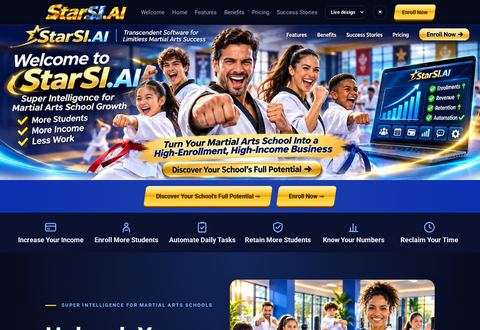 StarSI.AI
Welcome
Home
Features
Benefits
Pricing
Success Stories
Live design
Enroll Now
StarSI.AI
Transcendent Software for
Limitless Martial Arts Success
Features
Benefits
Success Stories
Pricing
Enroll Now →
Welcome to
StarSI.AI
Super Intelligence for
Martial Arts School Growth
✓ More Students
✓ More Income
✓ Less Work
StarSI.AI
Enrollments ↑
Revenue ↑
Retention ↑
Automation ✓
Turn Your Martial Arts School Into a
High-Enrollment, High-Income Business
Discover Your School's Full Potential →
Discover Your School's Full Potential →
Enroll Now →
Increase Your Income
Enroll More Students
Automate Daily Tasks
Retain More Students
Know Your Numbers
Reclaim Your Time
SUPER INTELLIGENCE FOR MARTIAL ARTS SCHOOLS